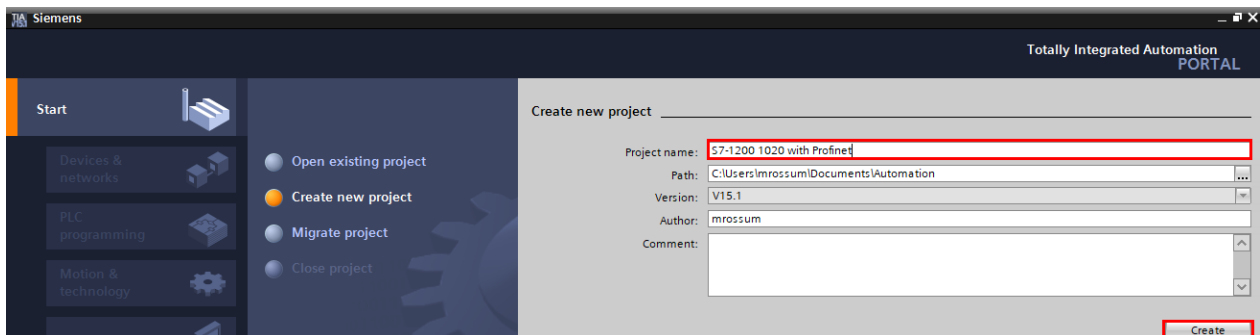 Siemens
Totally Integrated Automation
PORTAL
Start
Devices &
networks
PLC
programming
Motion &
technology
Open existing project
Create new project
Migrate project
Close project
Create new project
Project name: S7-1200 1020 with Profinet
Path: C:\Users\mrossum\Documents\Automation ...
Version: V15.1
Author: mrossum
Comment:
Create